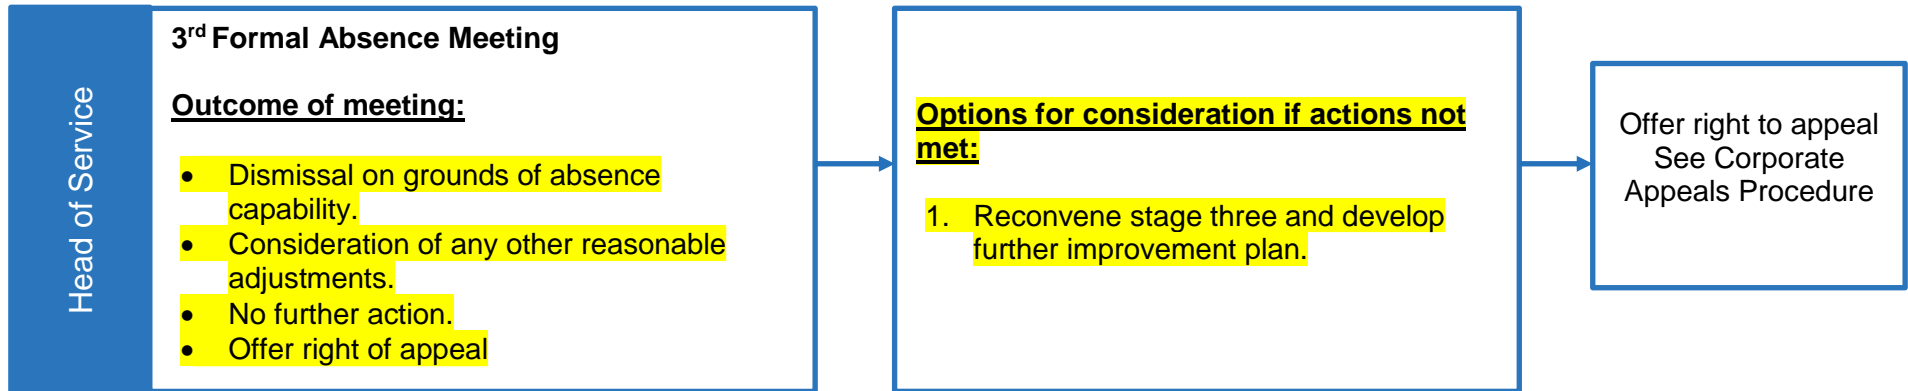 Head of Service
3rd Formal Absence Meeting
Outcome of meeting:
• Dismissal on grounds of absence
capability.
• Consideration of any other reasonable
adjustments.
• No further action.
• Offer right of appeal
Options for consideration if actions not
met:
1. Reconvene stage three and develop
further improvement plan.
Offer right to appeal
See Corporate
Appeals Procedure